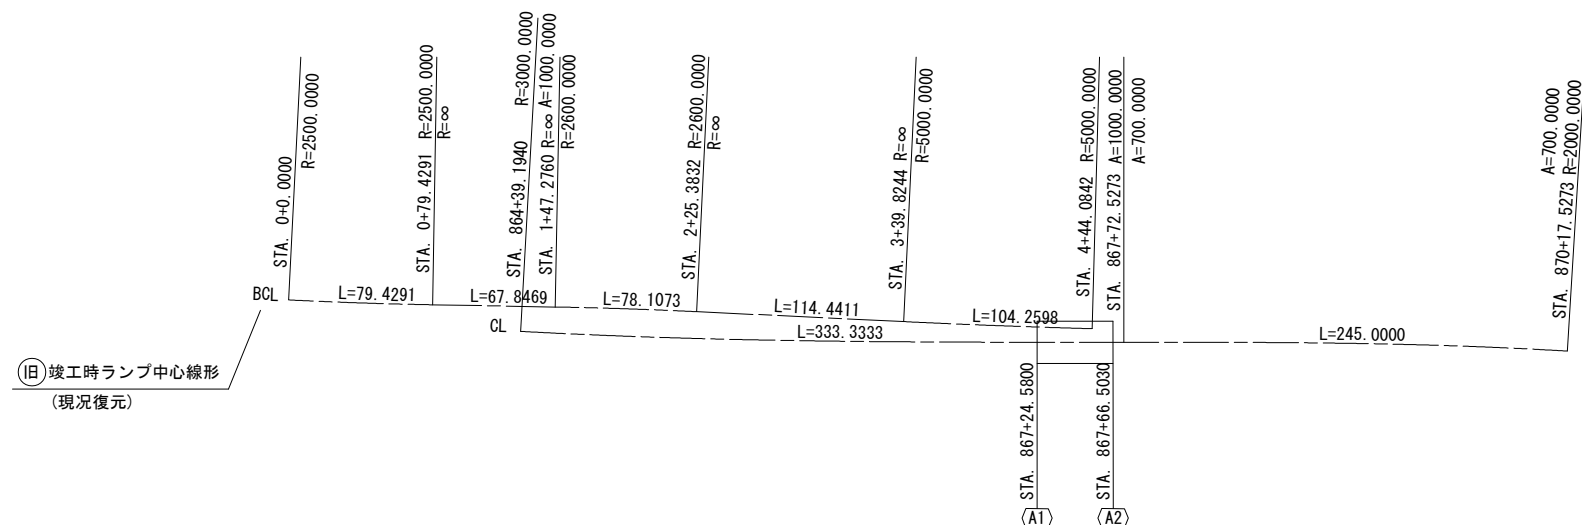 STA. 0+0.0000
R=2500.0000
STA. 0+79.4291 R=2500.0000
R=∞
STA. 864+39.1940 R=3000.0000
STA. 1+47.2760 R=∞ A=1000.0000
R=2600.0000
STA. 2+25.3832 R=2600.0000
R=∞
STA. 3+39.8244 R=∞
R=5000.0000
STA. 4+44.0842 R=5000.0000
STA. 867+72.5273 A=1000.0000
A=700.0000
A=700.0000
STA. 870+17.5273 R=2000.0000
BCL
L=79.4291
L=67.8469
L=78.1073
L=114.4411
L=104.2598
CL
L=333.3333
L=245.0000
旧 竣工時ランプ中心線形
(現況復元)
STA. 867+24.5800
STA. 867+66.5030
A1
A2